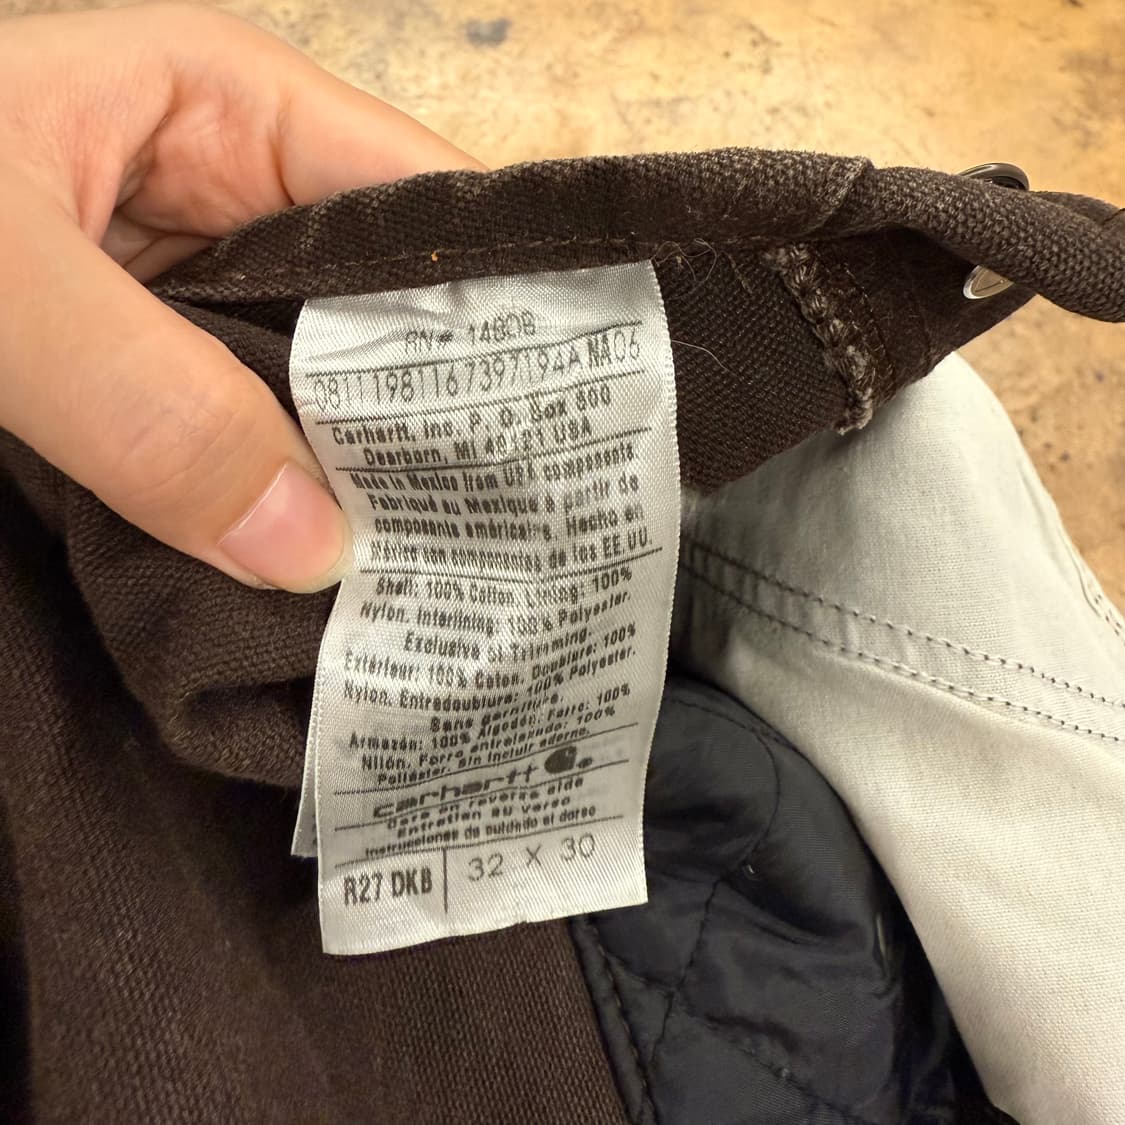 RN# 14806
0811198116739719​4A NA06
Carhartt, Inc. P. O. Box 600
Dearborn, MI 48121 USA
Made in Mexico from USA components
Fabriqué au Mexique à partir de
composants américains. Hecho en
México con componentes de los EE.UU.
Shell: 100% Cotton. Lining: 100%
Nylon. Interlining: 100% Polyester.
Exclusive of Trimming.
Extérieur: 100% Coton. Doublure: 100%
Nylon. Entredoublure: 100% Polyester.
Sans garniture.
Armazón: 100% Algodón. Forro: 100%
Nilón. Forro entrelazado: 100%
Poliéster. Sin incluir adorno.
carhartt
Care on reverse side
Entretien au verso
Instrucciones de cuidado al dorso
R27 DKB 32 X 30